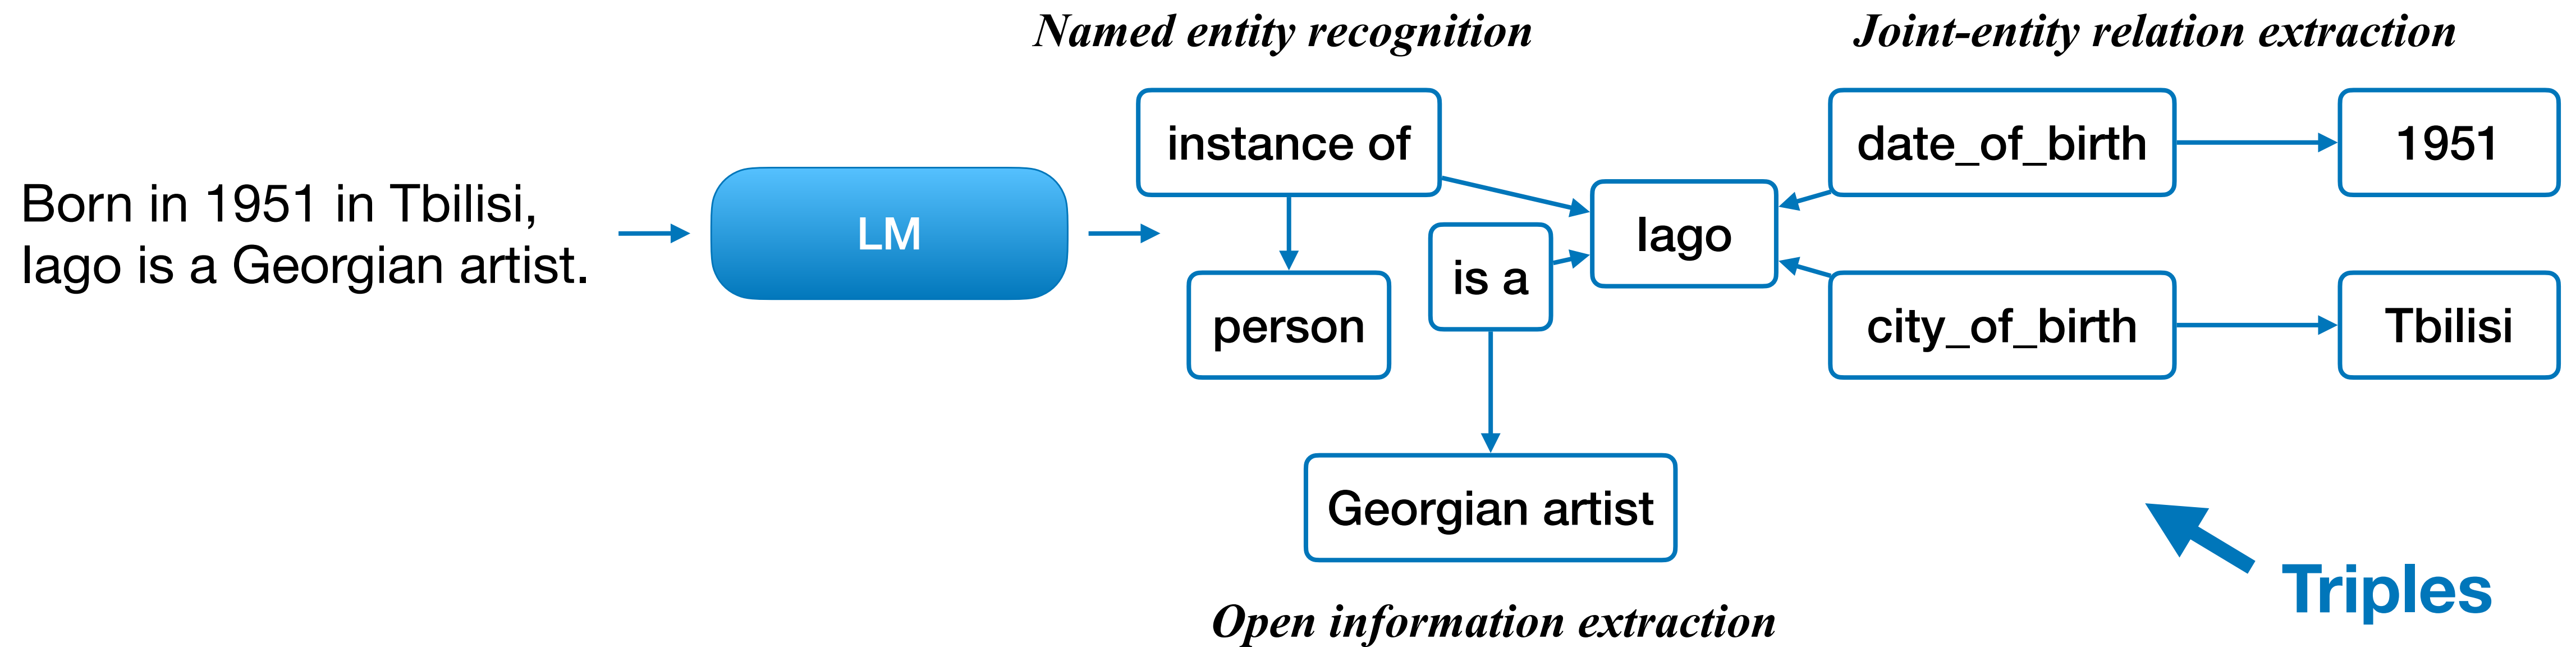 Named entity recognition
Joint-entity relation extraction
Born in 1951 in Tbilisi,
Iago is a Georgian artist.
LM
instance of
person
is a
Georgian artist
Iago
date_of_birth
1951
city_of_birth
Tbilisi
Open information extraction
Triples